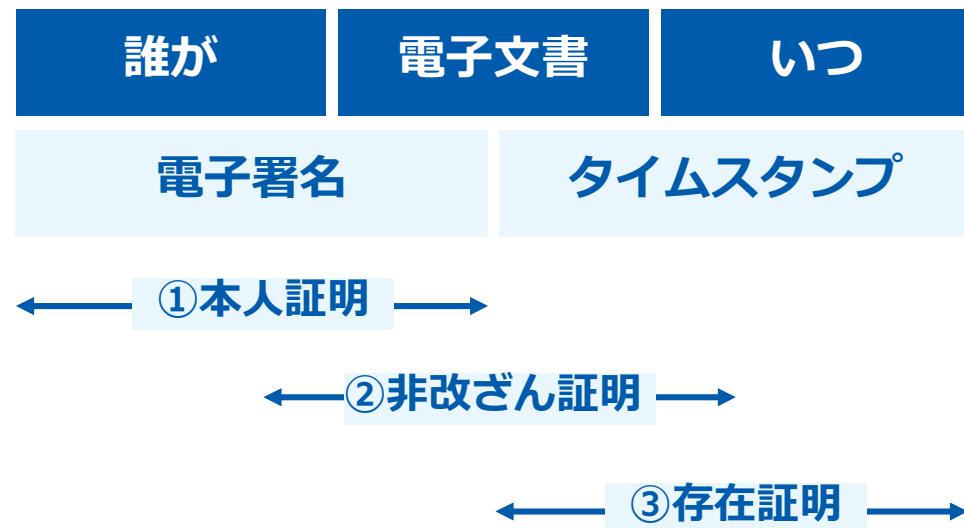 誰が 電子文書 いつ
電子署名 タイムスタンプ
①本人証明
②非改ざん証明
③存在証明